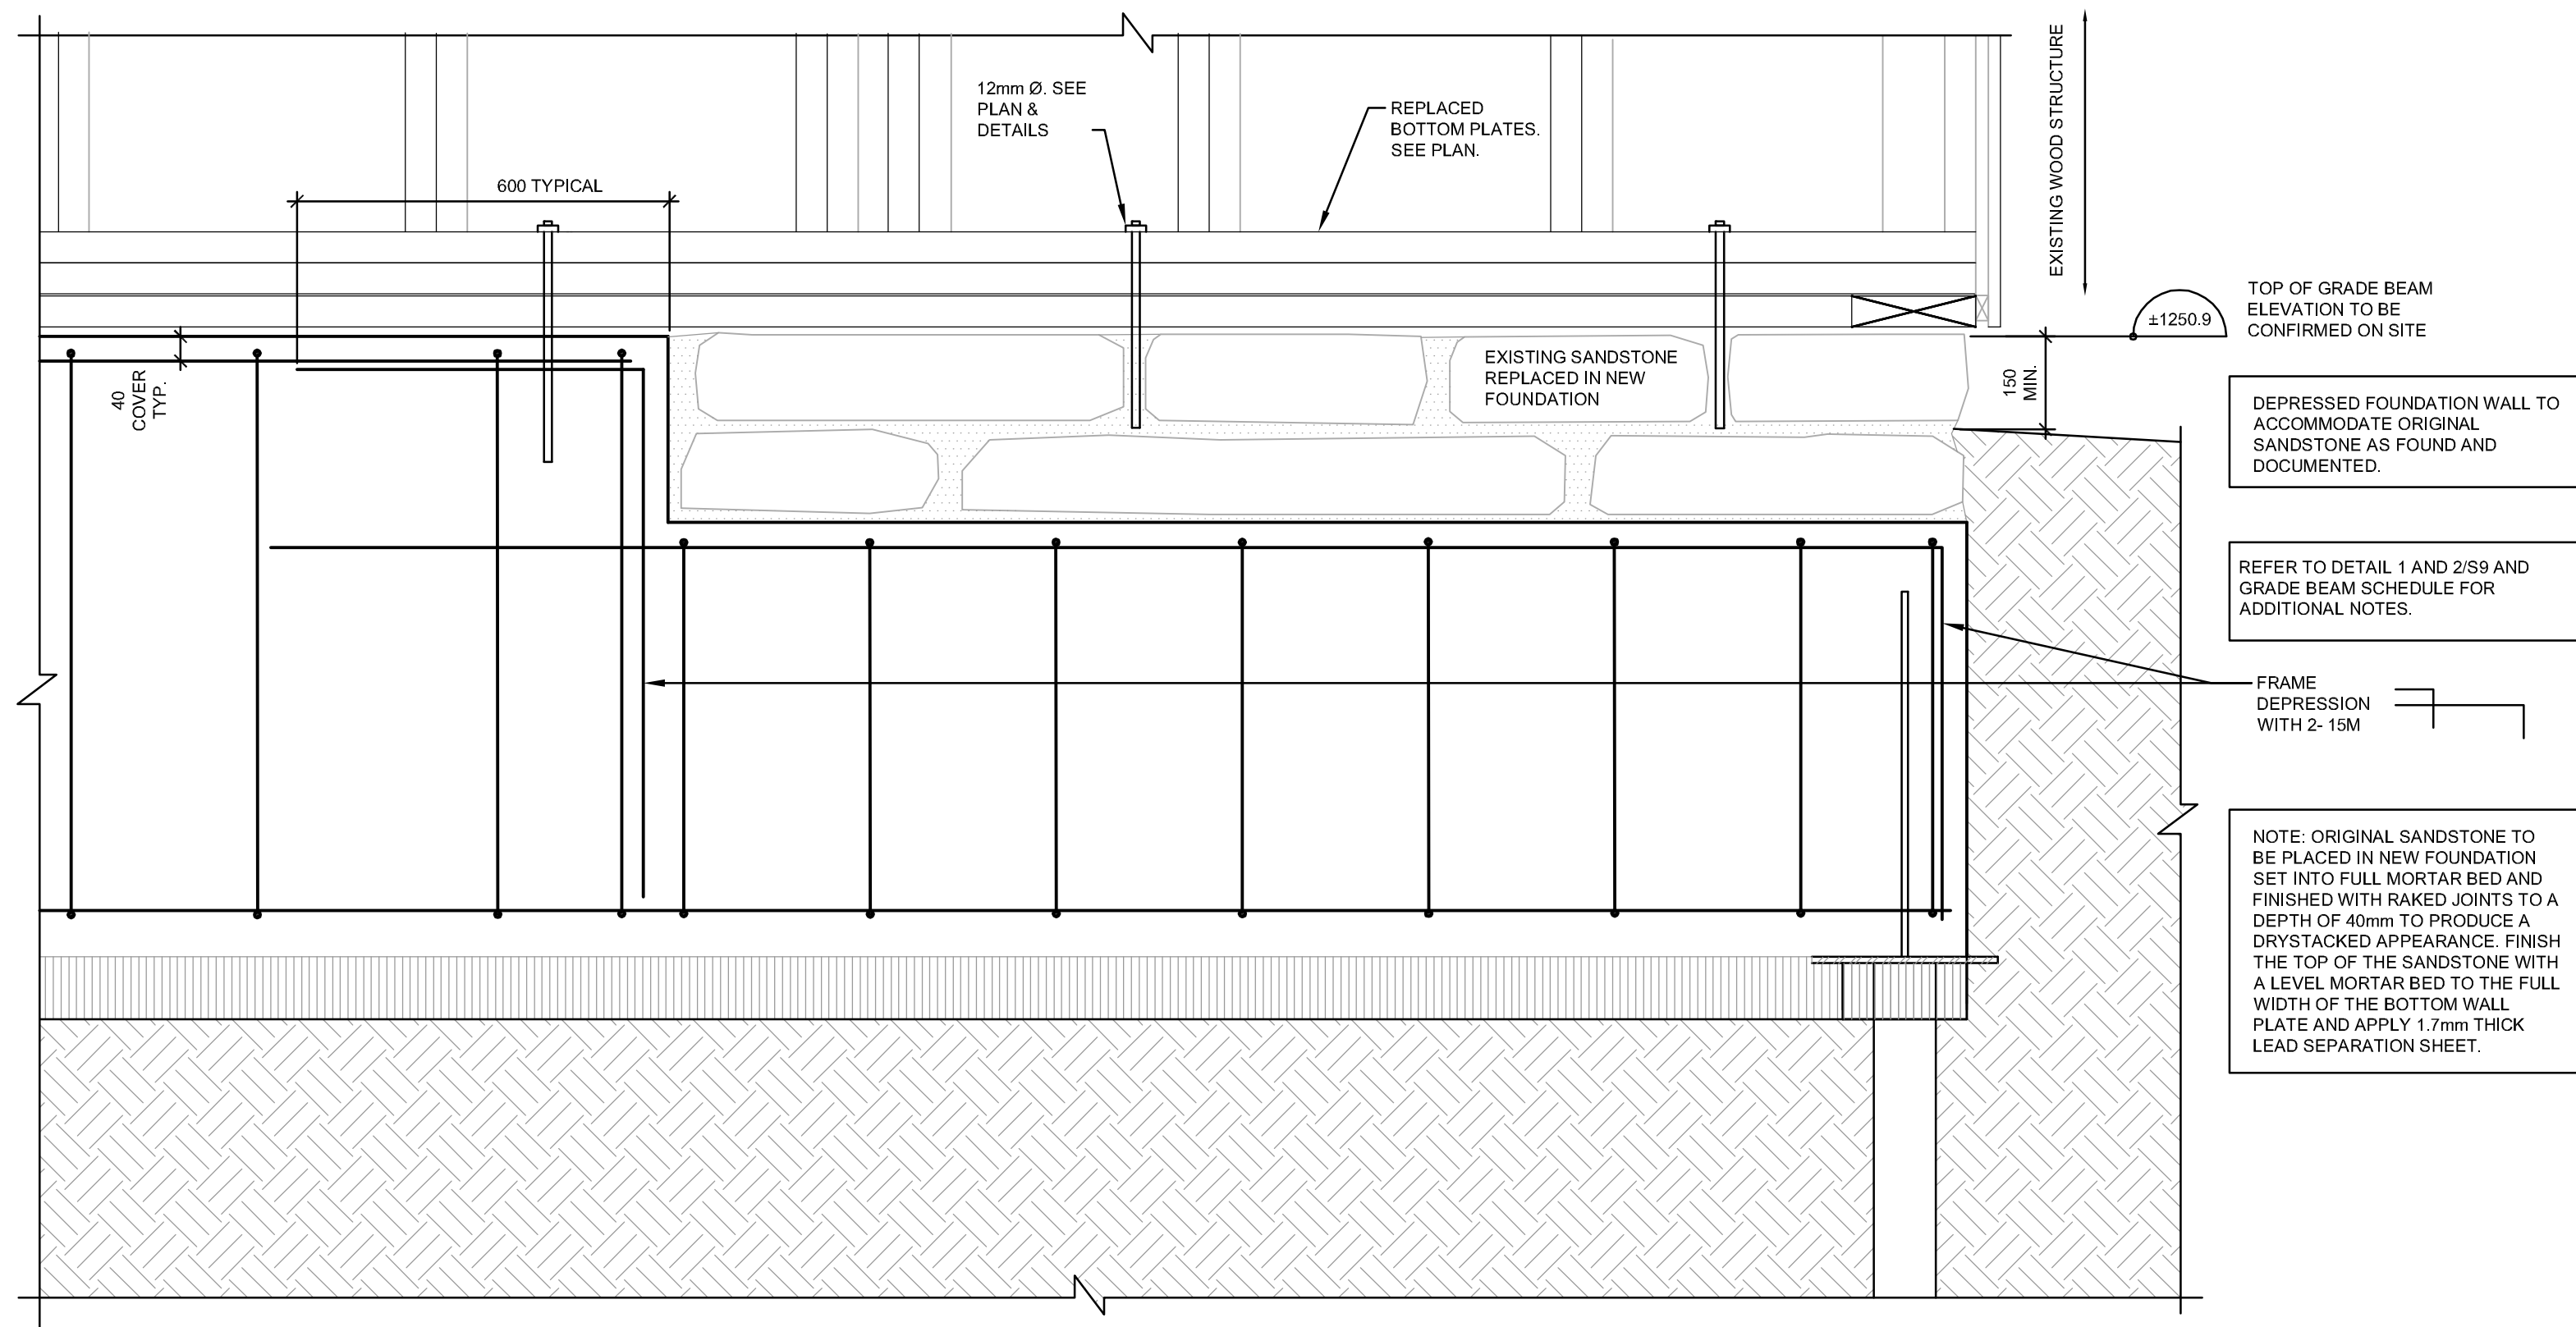 12mm Ø. SEE
PLAN &
DETAILS
REPLACED
BOTTOM PLATES.
SEE PLAN.
EXISTING WOOD STRUCTURE
600 TYPICAL
TOP OF GRADE BEAM
ELEVATION TO BE
CONFIRMED ON SITE
±1250.9
40
COVER
TYP.
EXISTING SANDSTONE
REPLACED IN NEW
FOUNDATION
150
MIN.
DEPRESSED FOUNDATION WALL TO
ACCOMMODATE ORIGINAL
SANDSTONE AS FOUND AND
DOCUMENTED.
REFER TO DETAIL 1 AND 2/S9 AND
GRADE BEAM SCHEDULE FOR
ADDITIONAL NOTES.
FRAME
DEPRESSION
WITH 2- 15M
NOTE: ORIGINAL SANDSTONE TO
BE PLACED IN NEW FOUNDATION
SET INTO FULL MORTAR BED AND
FINISHED WITH RAKED JOINTS TO A
DEPTH OF 40mm TO PRODUCE A
DRYSTACKED APPEARANCE. FINISH
THE TOP OF THE SANDSTONE WITH
A LEVEL MORTAR BED TO THE FULL
WIDTH OF THE BOTTOM WALL
PLATE AND APPLY 1.7mm THICK
LEAD SEPARATION SHEET.